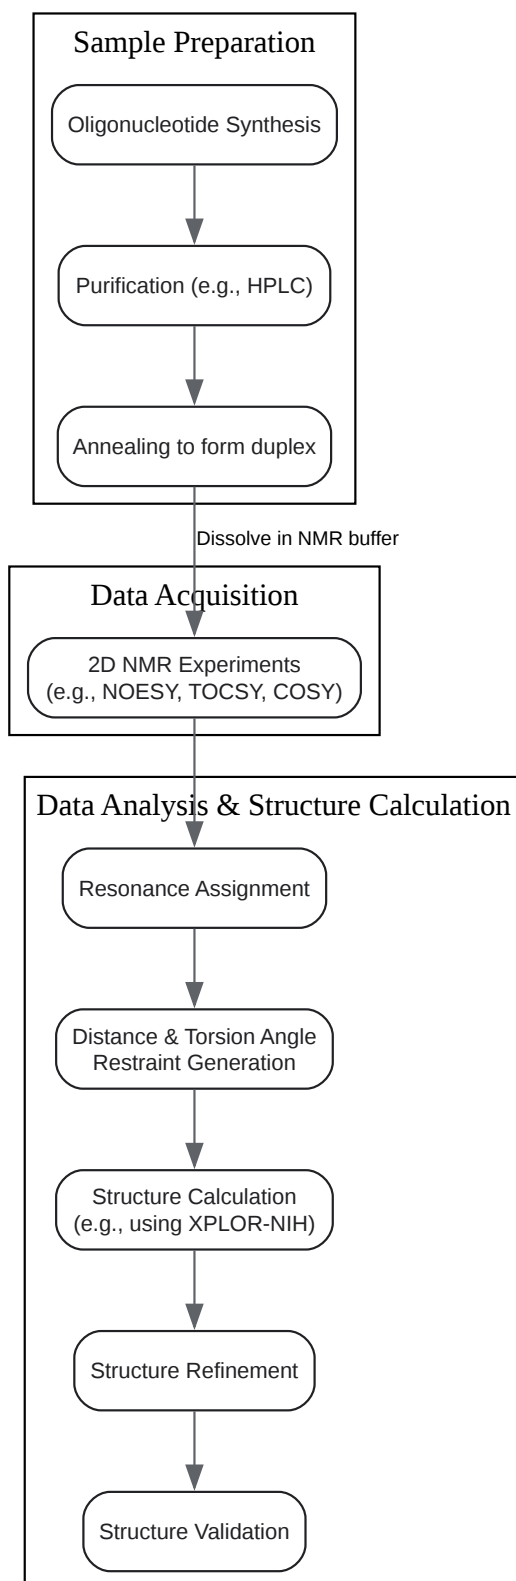 Sample Preparation
Oligonucleotide Synthesis
Purification (e.g., HPLC)
Annealing to form duplex
Dissolve in NMR buffer
Data Acquisition
2D NMR Experiments
(e.g., NOESY, TOCSY, COSY)
Data Analysis & Structure Calculation
Resonance Assignment
Distance & Torsion Angle
Restraint Generation
Structure Calculation
(e.g., using XPLOR-NIH)
Structure Refinement
Structure Validation